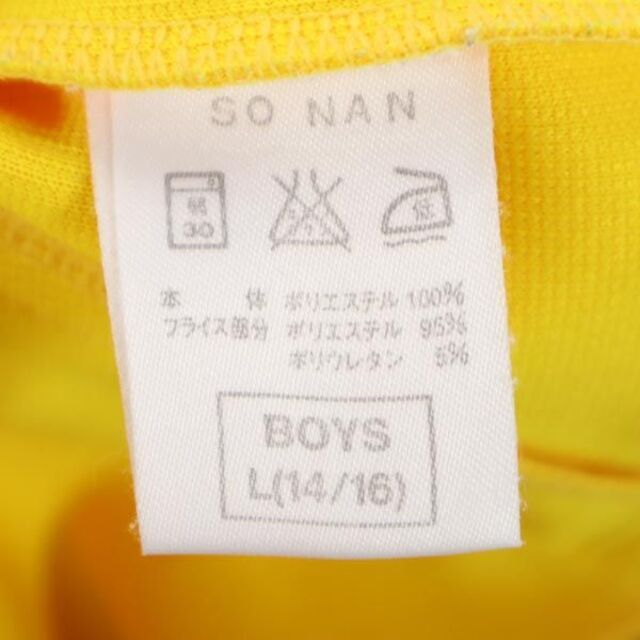 SO NAN
弱
30
低
本 体 ポリエステル 100%
フライス部分 ポリエステル 95%
ポリウレタン 5%
BOYS
L(14/16)